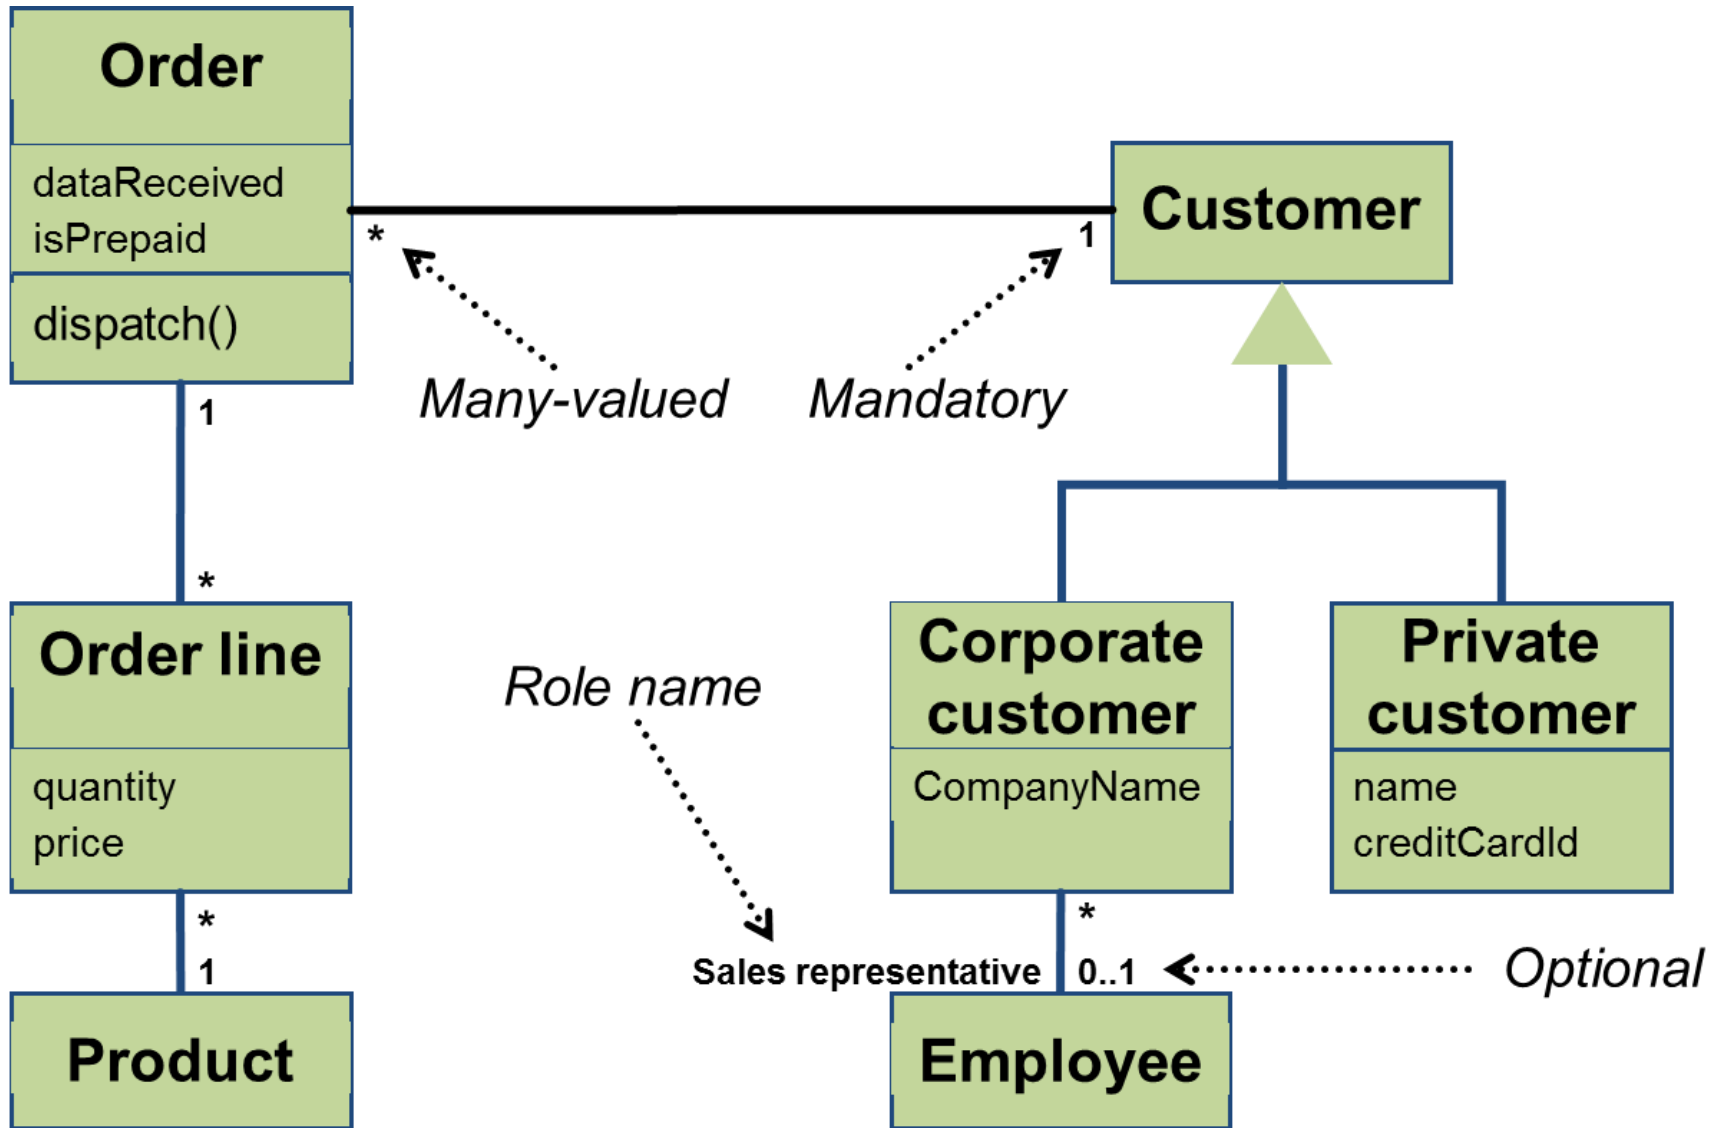 Order
dataReceived
isPrepaid
dispatch()
*
1
Customer
Many-valued
Mandatory
1
*
Order line
quantity
price
*
1
Product
Role name
Corporate
customer
CompanyName
Private
customer
name
creditCardId
*
Sales representative
0..1
Optional
Employee